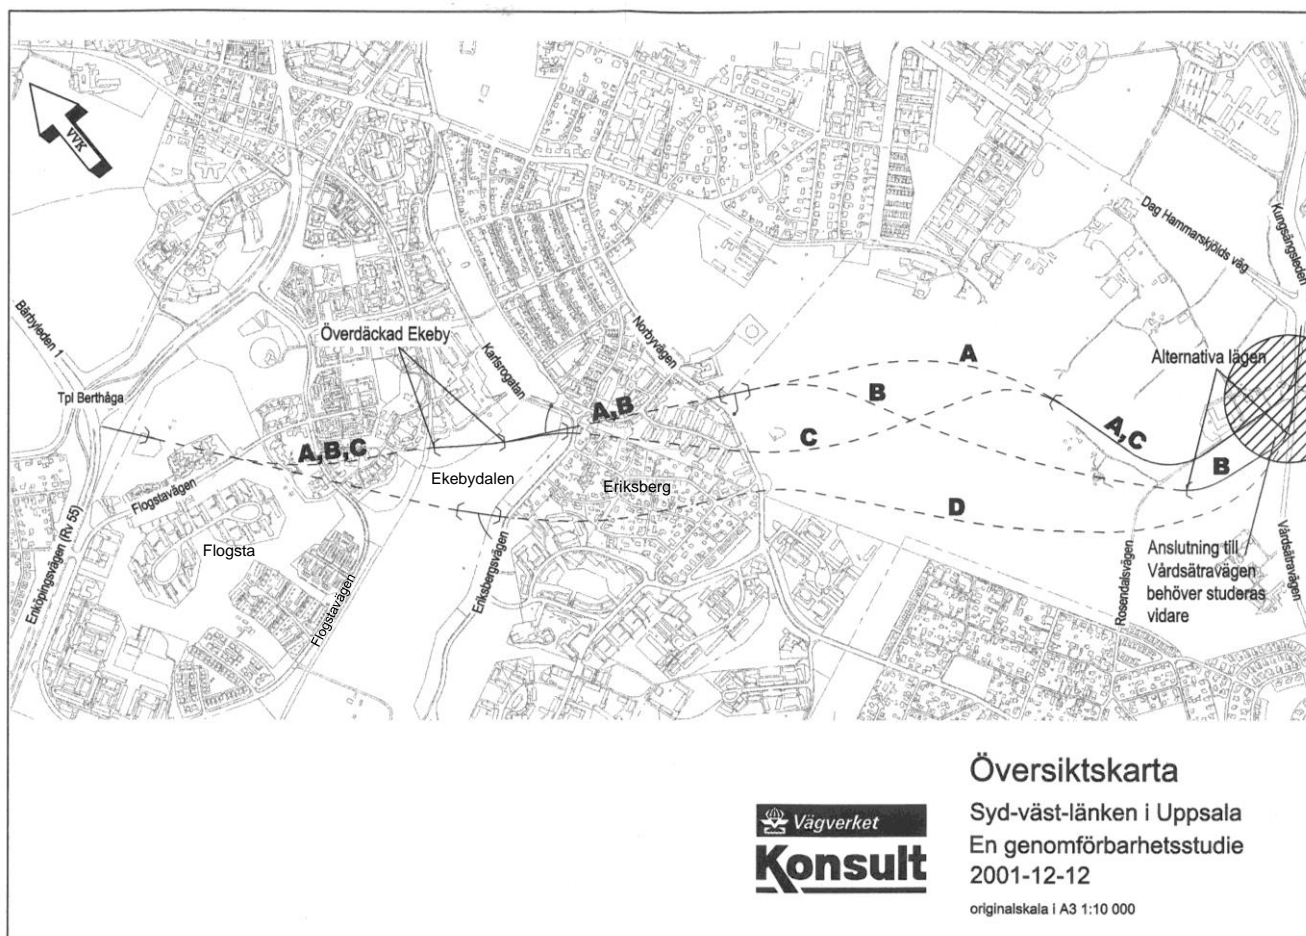 VVK
Dag Hammarskjölds väg
Kungsängsleden
Bärbyleden 1
Överdäckad Ekeby
Karlsrogatan
Norbyvägen
A
Alternativa lägen
Tpl Berthåga
B
A,B
C
A,C
A,B,C
B
Ekebydalen
Eriksberg
Flogstavägen
D
Enköpingsvägen (Rv 55)
Flogsta
Eriksbergsvägen
Rosendalsvägen
Anslutning till
Vårdsätravägen
behöver studeras
vidare
Vårdsätravägen
Flogstavägen
Översiktskarta
Vägverket
Konsult
Syd-väst-länken i Uppsala
En genomförbarhetsstudie
2001-12-12
originalskala i A3 1:10 000